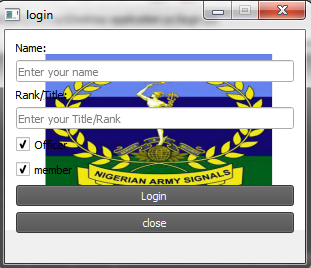 login
Name:
Enter your name
Rank/Title:
Enter your Title/Rank
Officer
member
NIGERIAN ARMY SIGNALS
Login
close